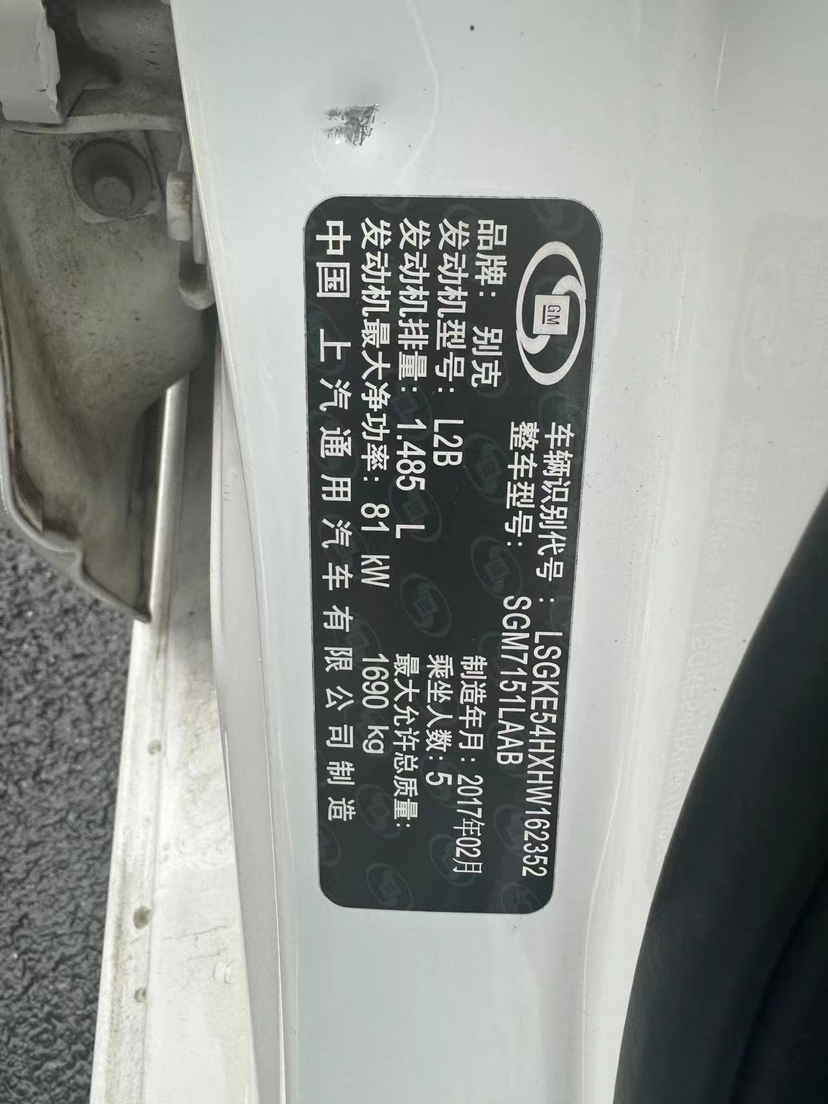 GM
车辆识别代号：LSGKE54HXHW162352
整车型号：SGM7151LAAB
品牌：别克
制造年月：2017年02月
发动机型号：L2B
乘坐人数：5
发动机排量：1.485 L
最大允许总质量：
发动机最大净功率：81 kW
1690 kg
中国 上汽通用汽车有限公司制造